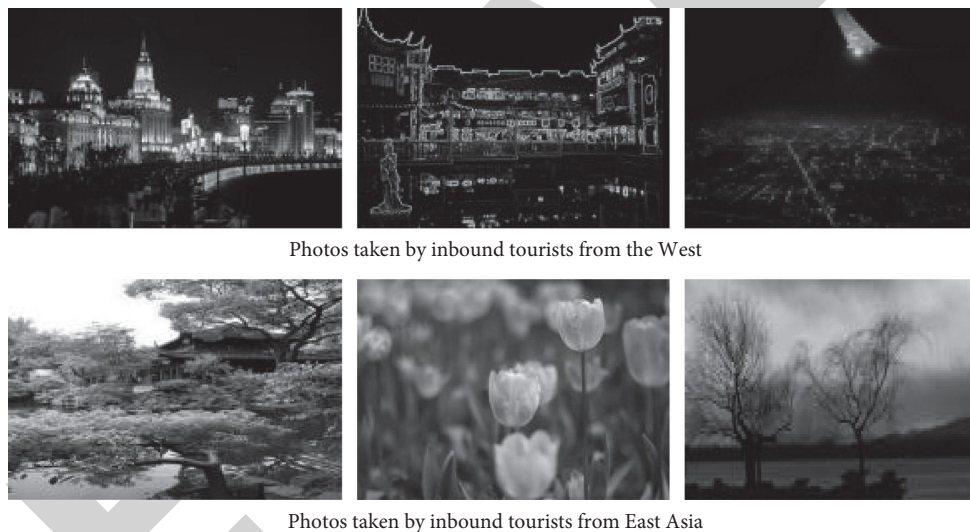 Photos taken by inbound tourists from the West
Photos taken by inbound tourists from East Asia